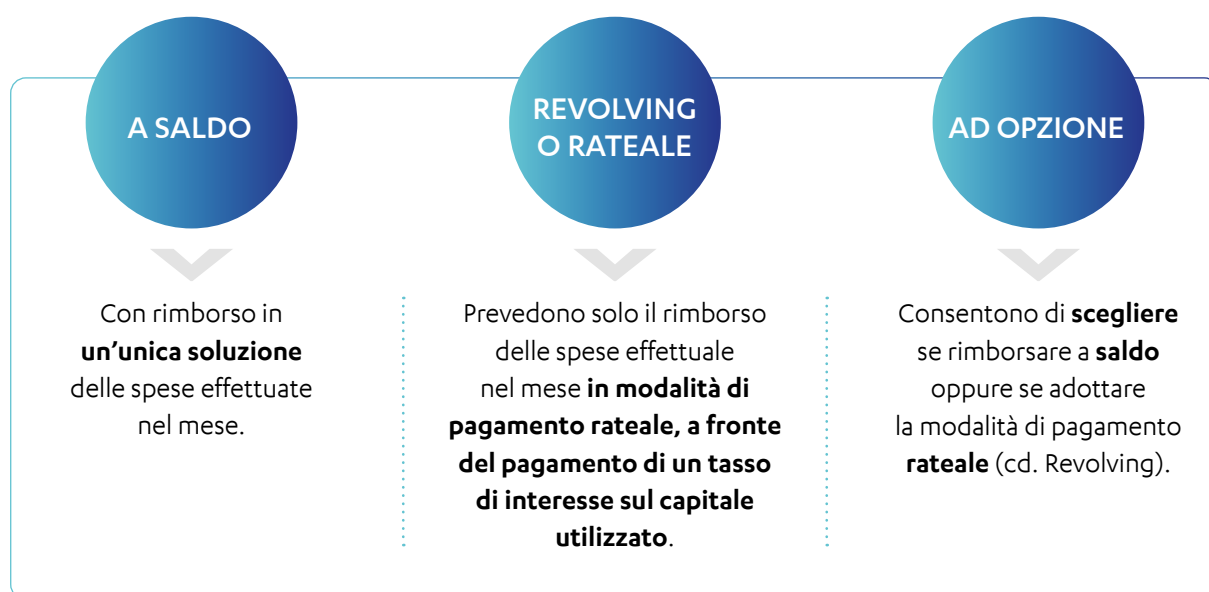 A SALDO
Con rimborso in
un'unica soluzione
delle spese effettuate
nel mese.
REVOLVING
O RATEALE
Prevedono solo il rimborso
delle spese effettuale
nel mese in modalità di
pagamento rateale, a fronte
del pagamento di un tasso
di interesse sul capitale
utilizzato.
AD OPZIONE
Consentono di scegliere
se rimborsare a saldo
oppure se adottare
la modalità di pagamento
rateale (cd. Revolving).